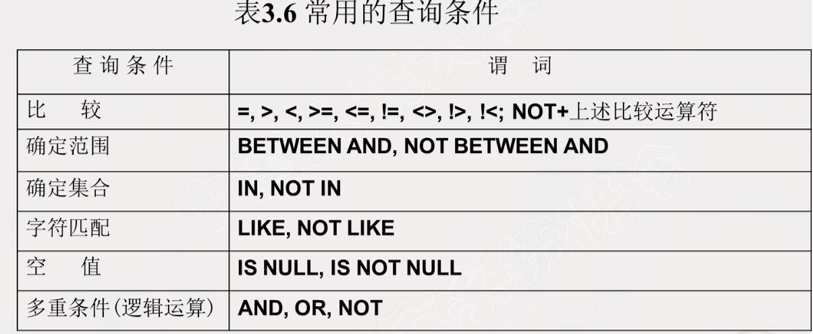 表3.6 常用的查询条件
查 询 条 件 谓 词
比 较 =, >, <, >=, <=, !=, <>, !>, !<; NOT+上述比较运算符
确定范围 BETWEEN AND, NOT BETWEEN AND
确定集合 IN, NOT IN
字符匹配 LIKE, NOT LIKE
空 值 IS NULL, IS NOT NULL
多重条件(逻辑运算) AND, OR, NOT